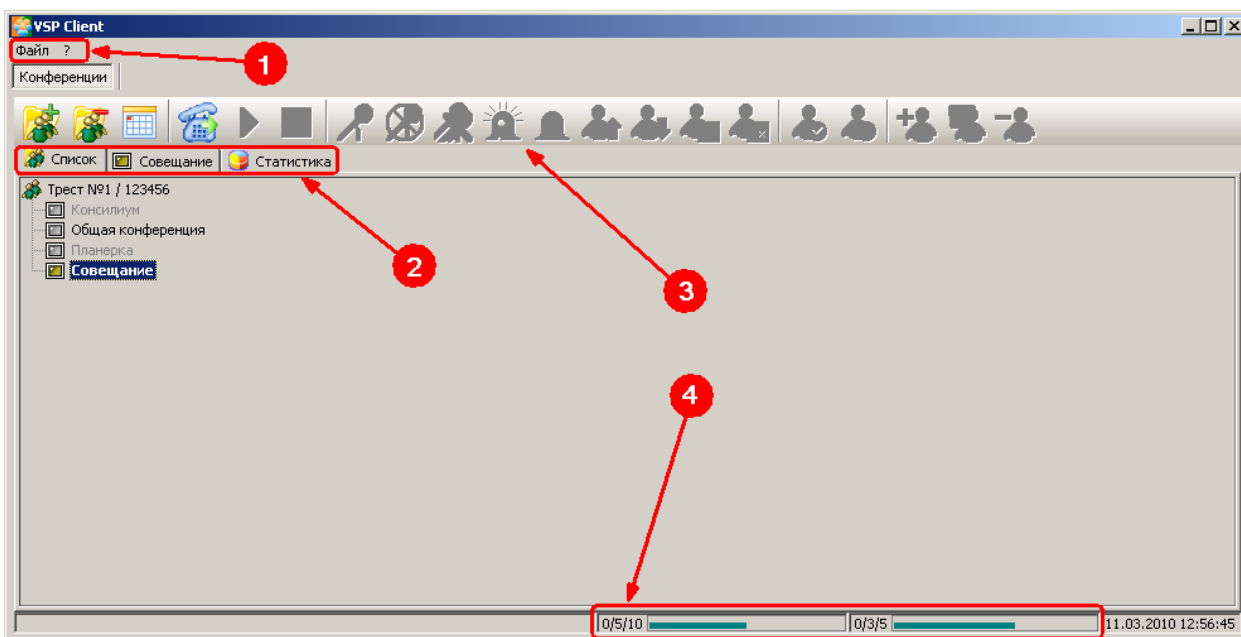 VSP Client
Файл ?
1
Конференции
Список Совещание Статистика
Трест №1 / 123456
Консилиум
Общая конференция
Планерка
Совещание
2
3
4
0/5/10 0/3/5 11.03.2010 12:56:45